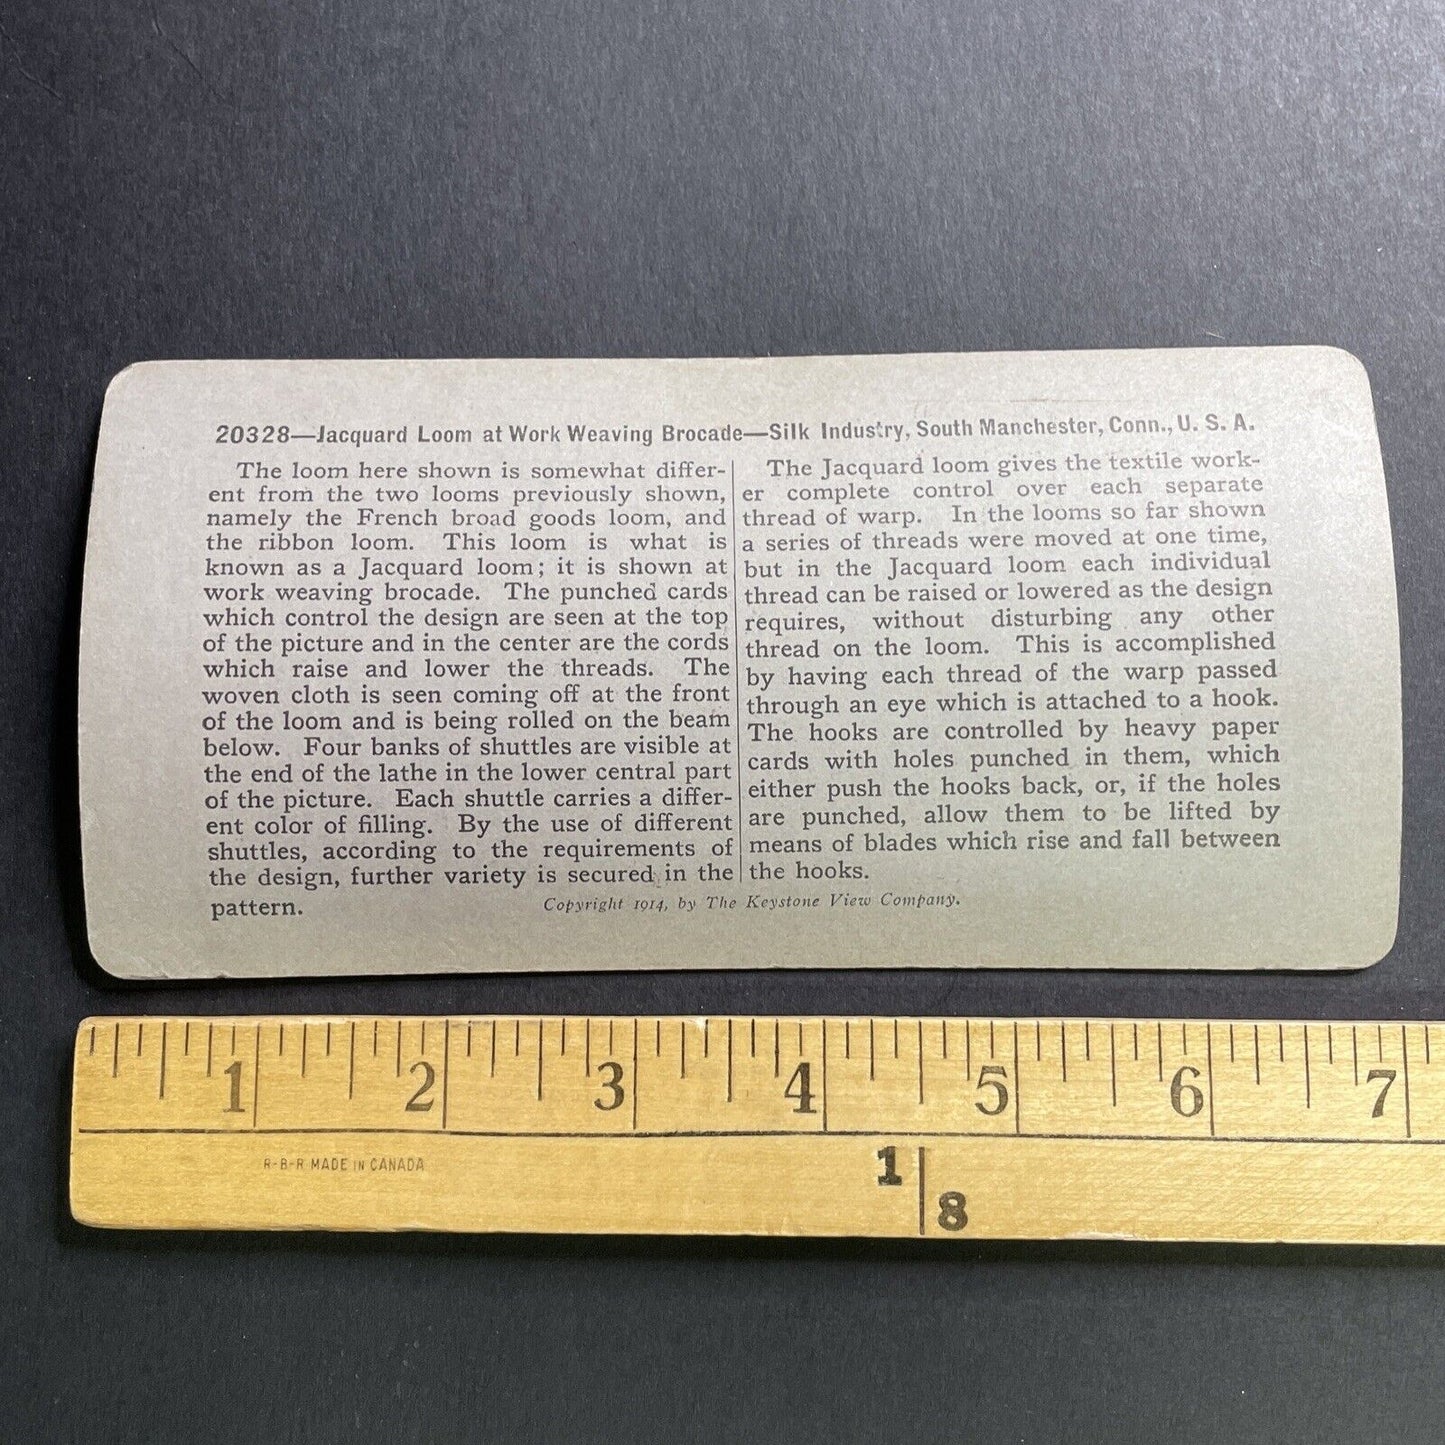 20328—Jacquard Loom at Work Weaving Brocade—Silk Industry, South Manchester, Conn., U. S. A.
The loom here shown is somewhat differ-
ent from the two looms previously shown,
namely the French broad goods loom, and
the ribbon loom. This loom is what is
known as a Jacquard loom; it is shown at
work weaving brocade. The punched cards
which control the design are seen at the top
of the picture and in the center are the cords
which raise and lower the threads. The
woven cloth is seen coming off at the front
of the loom and is being rolled on the beam
below. Four banks of shuttles are visible at
the end of the lathe in the lower central part
of the picture. Each shuttle carries a differ-
ent color of filling. By the use of different
shuttles, according to the requirements of
the design, further variety is secured in the
pattern.
The Jacquard loom gives the textile work-
er complete control over each separate
thread of warp. In the looms so far shown
a series of threads were moved at one time,
but in the Jacquard loom each individual
thread can be raised or lowered as the design
requires, without disturbing any other
thread on the loom. This is accomplished
by having each thread of the warp passed
through an eye which is attached to a hook.
The hooks are controlled by heavy paper
cards with holes punched in them, which
either push the hooks back, or, if the holes
are punched, allow them to be lifted by
means of blades which rise and fall between
the hooks.
Copyright 1914, by The Keystone View Company.
1 2 3 4 5 6 7
R-B-R MADE IN CANADA
1 8